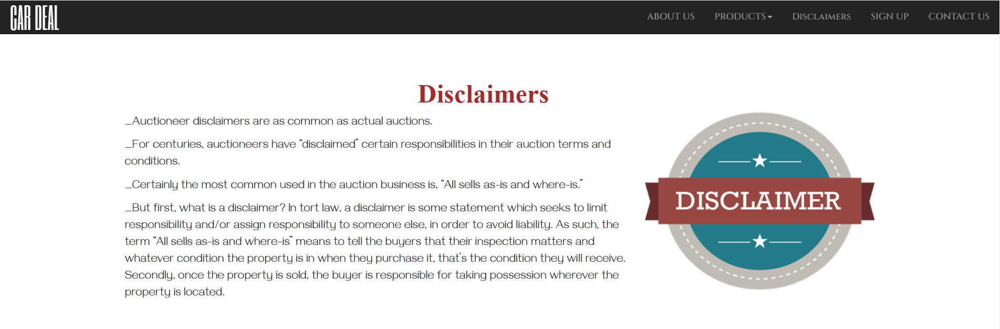 CAR DEAL
ABOUT US
PRODUCTS
Disclaimers
SIGN UP
CONTACT US
Disclaimers
_Auctioneer disclaimers are as common as actual auctions.
_For centuries, auctioneers have “disclaimed” certain responsibilities in their auction terms and
conditions.
_Certainly the most common used in the auction business is, “All sells as-is and where-is.”
_But first, what is a disclaimer? In tort law, a disclaimer is some statement which seeks to limit
responsibility and/or assign responsibility to someone else, in order to avoid liability. As such, the
term “All sells as-is and where-is” means to tell the buyers that their inspection matters and
whatever condition the property is in when they purchase it, that’s the condition they will receive.
Secondly, once the property is sold, the buyer is responsible for taking possession wherever the
property is located.
DISCLAIMER